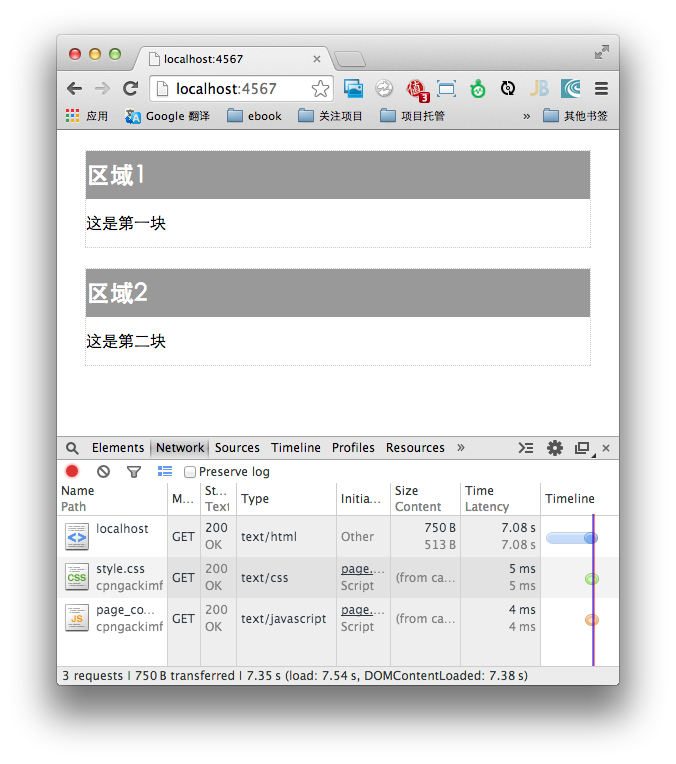 localhost:4567
localhost:4567
应用 Google 翻译 ebook 关注项目 项目托管 » 其他书签
区域1
这是第一块
区域2
这是第二块
Elements Network Sources Timeline Profiles Resources »
Preserve log
Name M... St... Type Initia... Size Time Timeline
Path Text Content Latency
localhost GET 200 text/html Other 750 B 7.08 s
OK 513 B 7.08 s
style.css GET 200 text/css page.... (from ca... 5 ms
cpngackimf OK Script 5 ms
page_co... GET 200 text/javascript page.... (from ca... 4 ms
cpngackimf OK Script 4 ms
3 requests | 750 B transferred | 7.35 s (load: 7.54 s, DOMContentLoaded: 7.38 s)